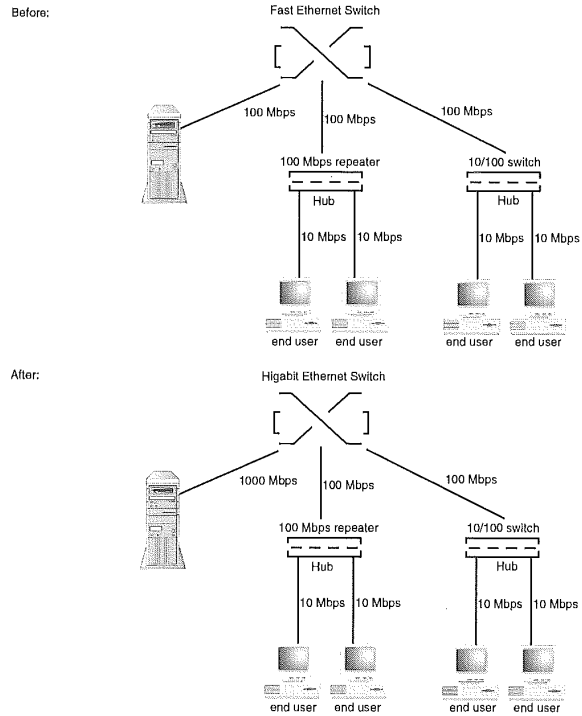 Before:
Fast Ethernet Switch
100 Mbps
100 Mbps
100 Mbps
100 Mbps repeater
10/100 switch
Hub
Hub
10 Mbps
10 Mbps
10 Mbps
10 Mbps
end user
end user
end user
end user
After:
Higabit Ethernet Switch
1000 Mbps
100 Mbps
100 Mbps
100 Mbps repeater
10/100 switch
Hub
Hub
10 Mbps
10 Mbps
10 Mbps
10 Mbps
end user
end user
end user
end user